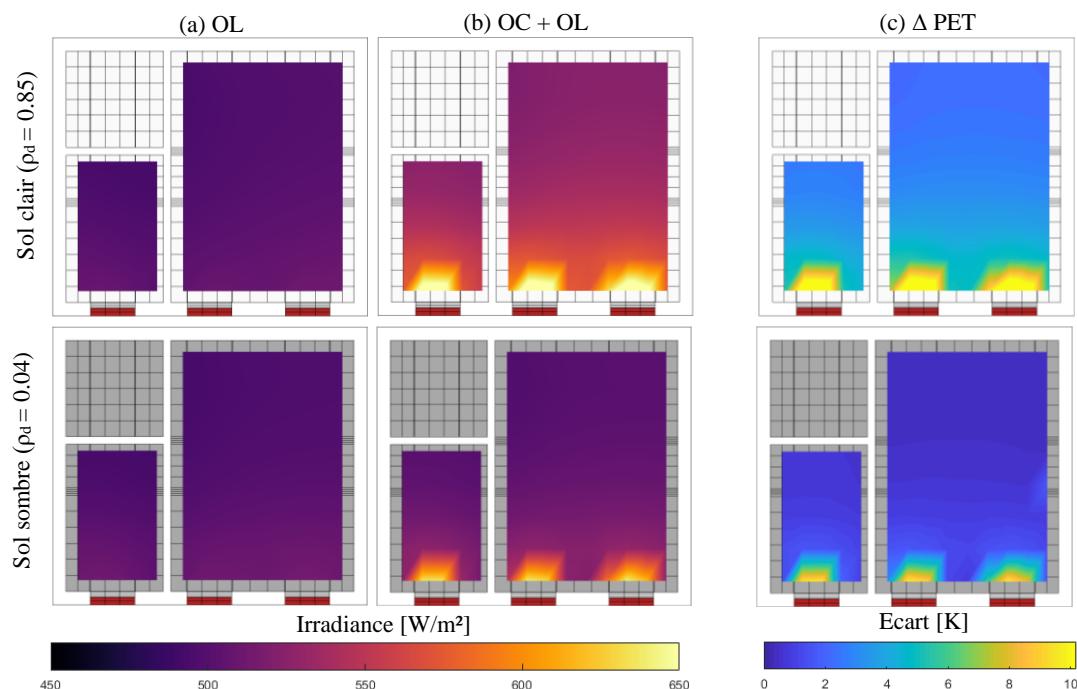 (a) OL
(b) OC + OL
(c) Δ PET
Sol clair (ρd = 0.85)
Sol sombre (ρd = 0.04)
Irradiance [W/m²]
450 500 550 600 650
Ecart [K]
0 2 4 6 8 10